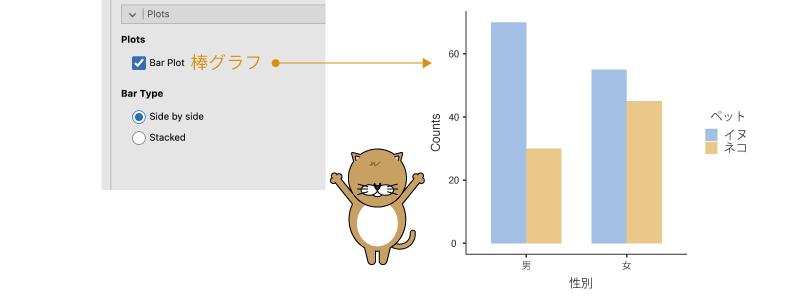 Plots
Plots
Bar Plot 棒グラフ
Bar Type
Side by side
Stacked
Counts
60
40
20
0
男 女
性別
ペット
イヌ
ネコ